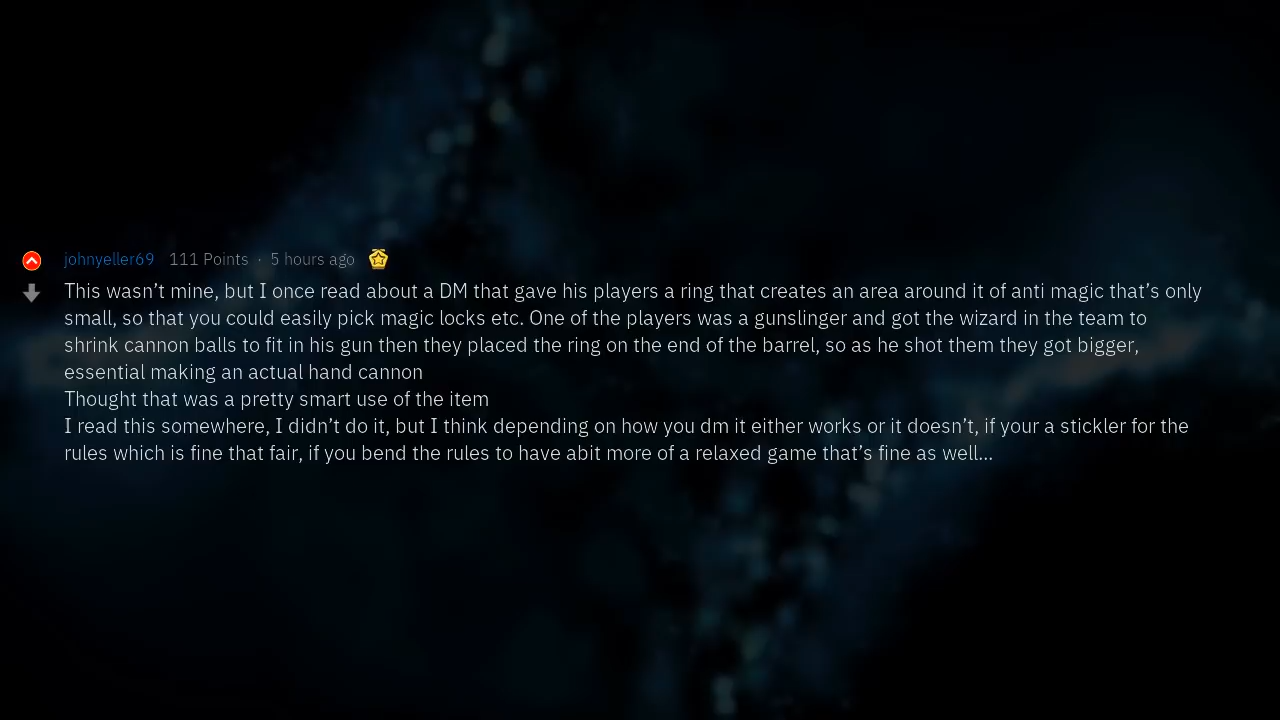 johnyeller69 111 Points · 5 hours ago
This wasn’t mine, but I once read about a DM that gave his players a ring that creates an area around it of anti magic that’s only
small, so that you could easily pick magic locks etc. One of the players was a gunslinger and got the wizard in the team to
shrink cannon balls to fit in his gun then they placed the ring on the end of the barrel, so as he shot them they got bigger,
essential making an actual hand cannon
Thought that was a pretty smart use of the item
I read this somewhere, I didn’t do it, but I think depending on how you dm it either works or it doesn’t, if your a stickler for the
rules which is fine that fair, if you bend the rules to have abit more of a relaxed game that’s fine as well...